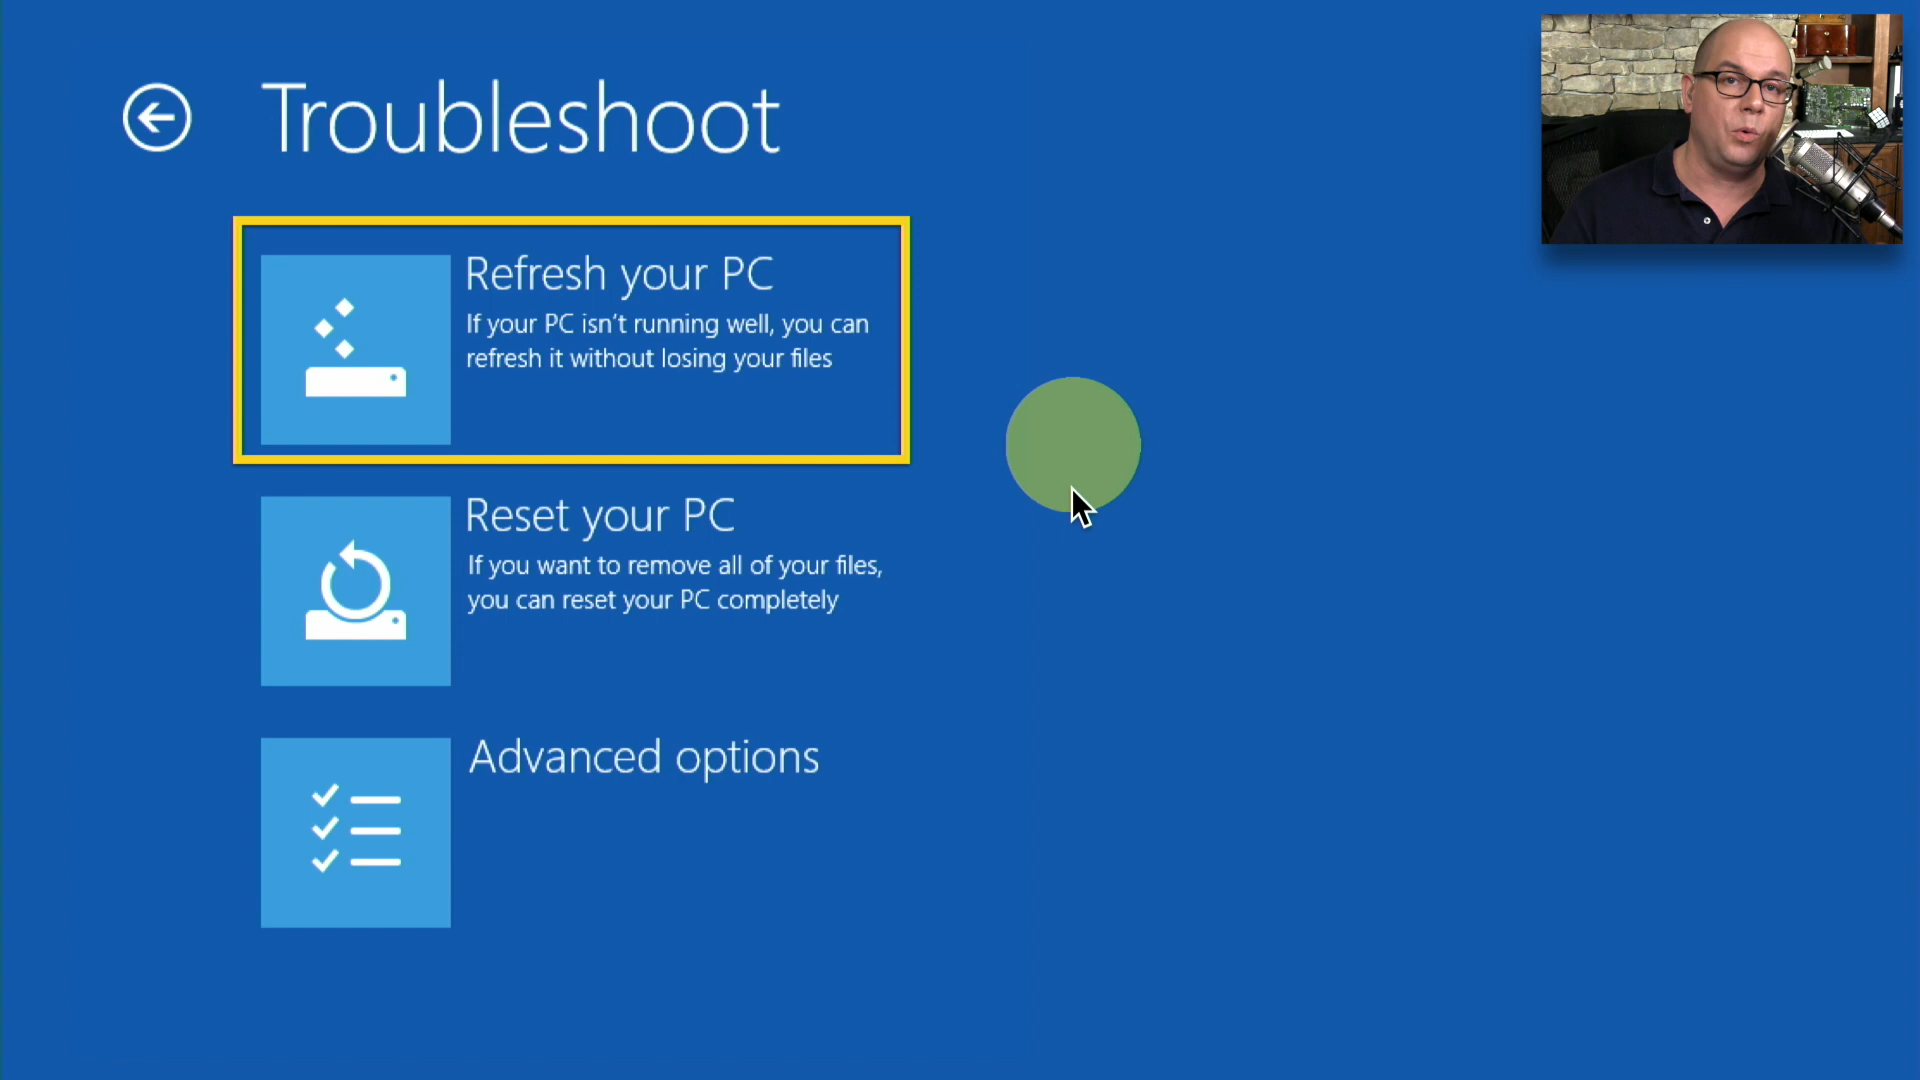 Troubleshoot
Refresh your PC
If your PC isn't running well, you can
refresh it without losing your files
Reset your PC
If you want to remove all of your files,
you can reset your PC completely
Advanced options